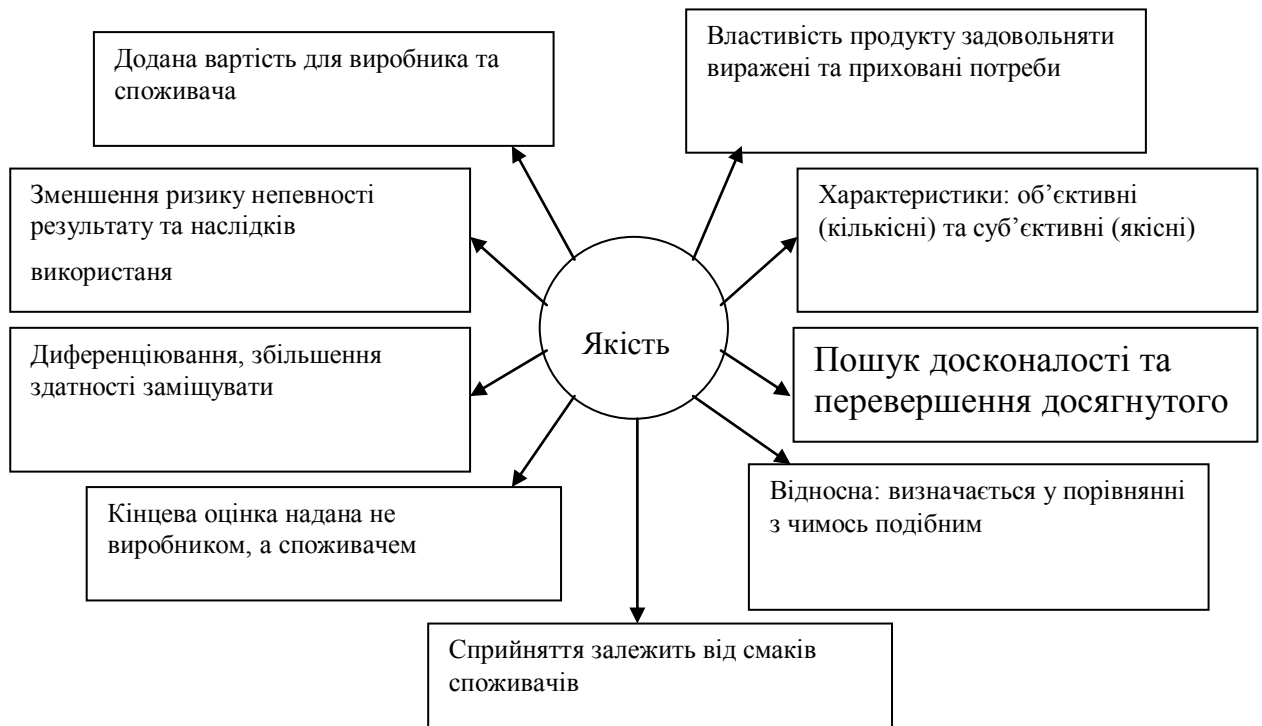 Додана вартість для виробника та
споживача
Властивість продукту задовольняти
виражені та приховані потреби
Зменшення ризику непевності
результату та наслідків
використаня
Характеристики: об’єктивні
(кількісні) та суб’єктивні (якісні)
Якість
Диференціювання, збільшення
здатності заміщувати
Пошук досконалості та
перевершення досягнутого
Кінцева оцінка надана не
виробником, а споживачем
Відносна: визначається у порівнянні
з чимось подібним
Сприйняття залежить від смаків
споживачів